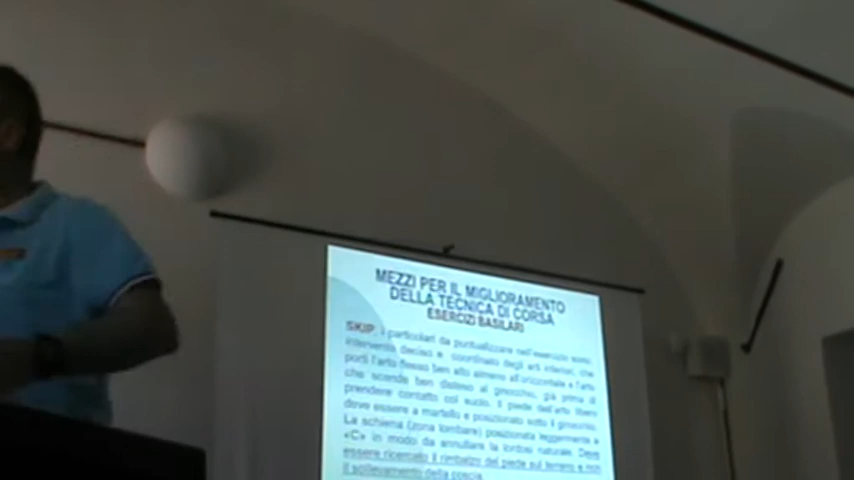 MEZZI PER IL MIGLIORAMENTO
DELLA TECNICA DI CORSA
ESERCIZI BASILARI
SKIP: i particolari da puntualizzare nell'esercizio sono:
intervento deciso e coordinato degli arti inferiori, che
porti l'arto flesso ben alto almeno all'orizzontale e l'arto
che scende ben disteso al ginocchio, già prima di
prendere contatto col suolo. Il piede dell'arto libero
deve essere a martello e posizionato sotto il ginocchio.
La schiena (zona lombare) posizionata leggermente a
«C» in modo da annullare la lordosi naturale. Deve
essere ricercato il rimbalzo del piede sul terreno e non
il sollevamento della coscia.